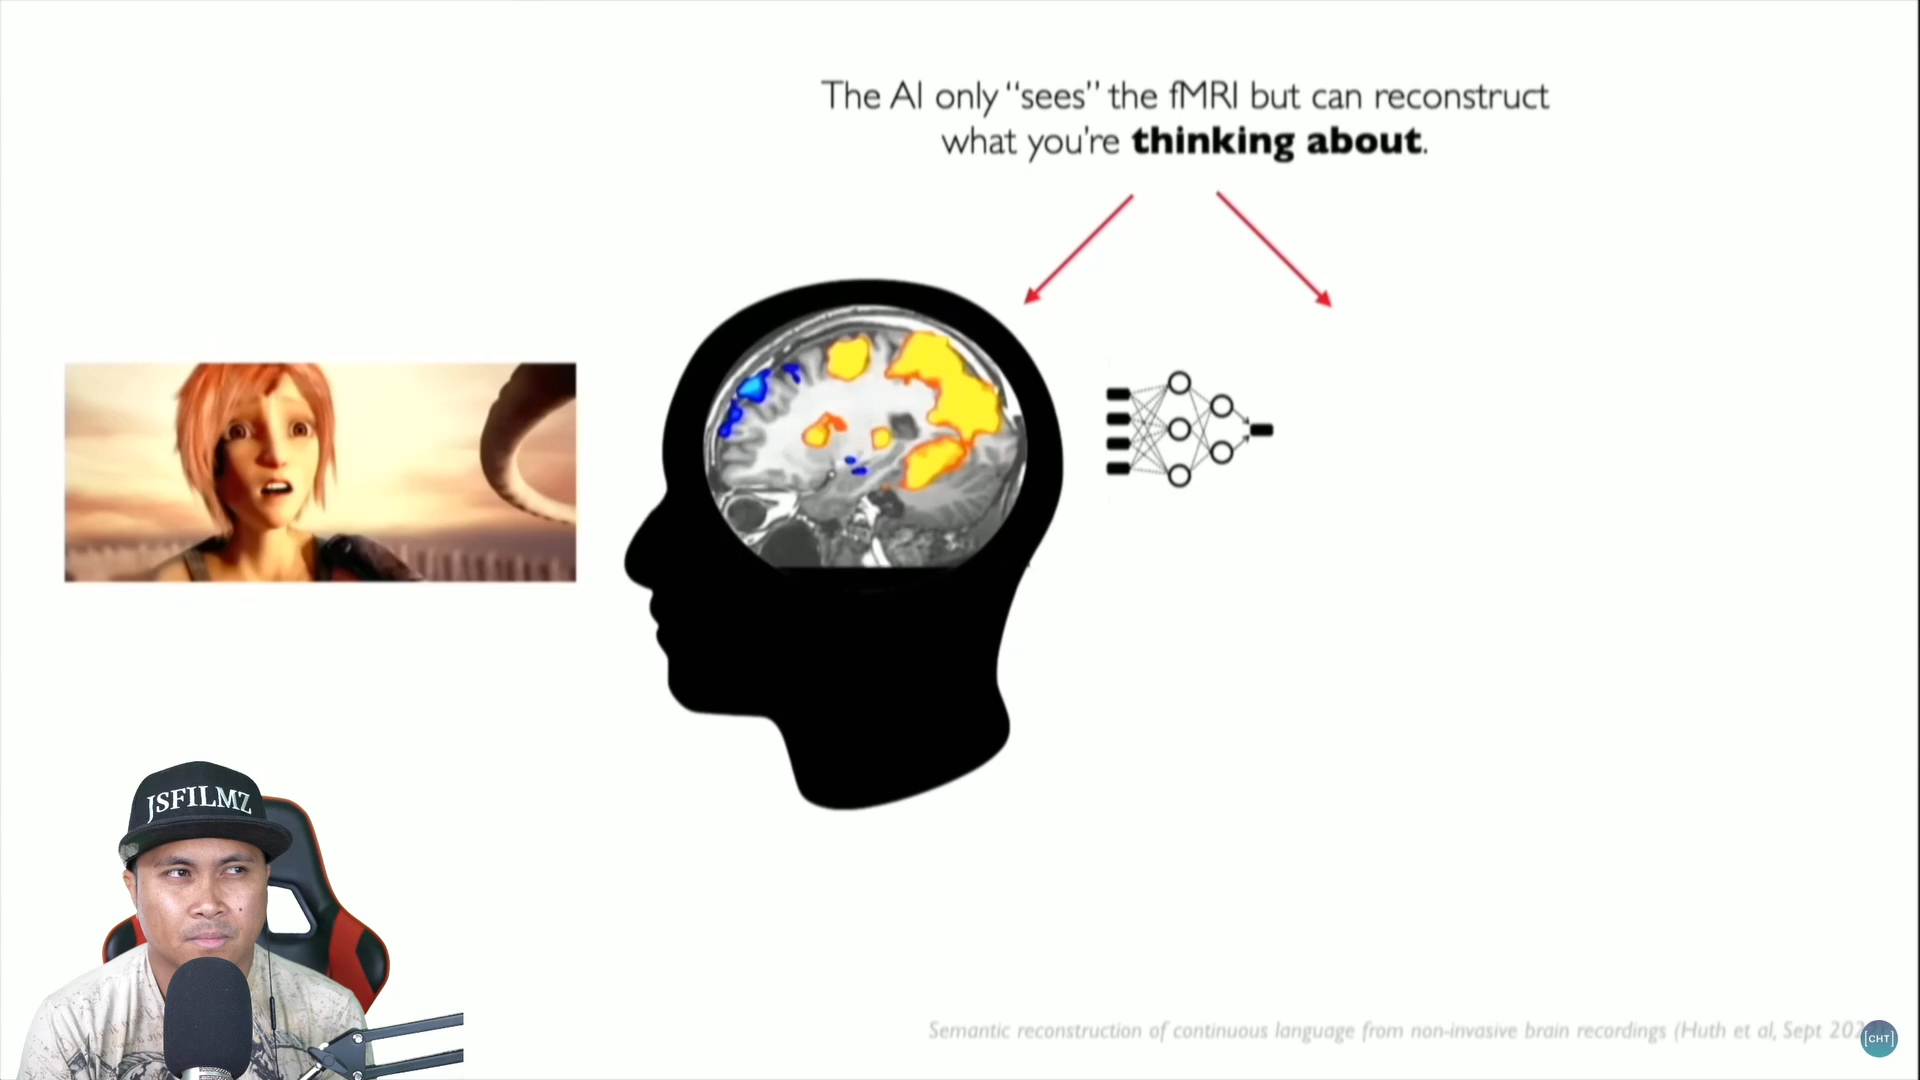 The AI only “sees” the fMRI but can reconstruct
what you’re thinking about.
JSFILMZ
Semantic reconstruction of continuous language from non-invasive brain recordings (Huth et al, Sept
[CHT]